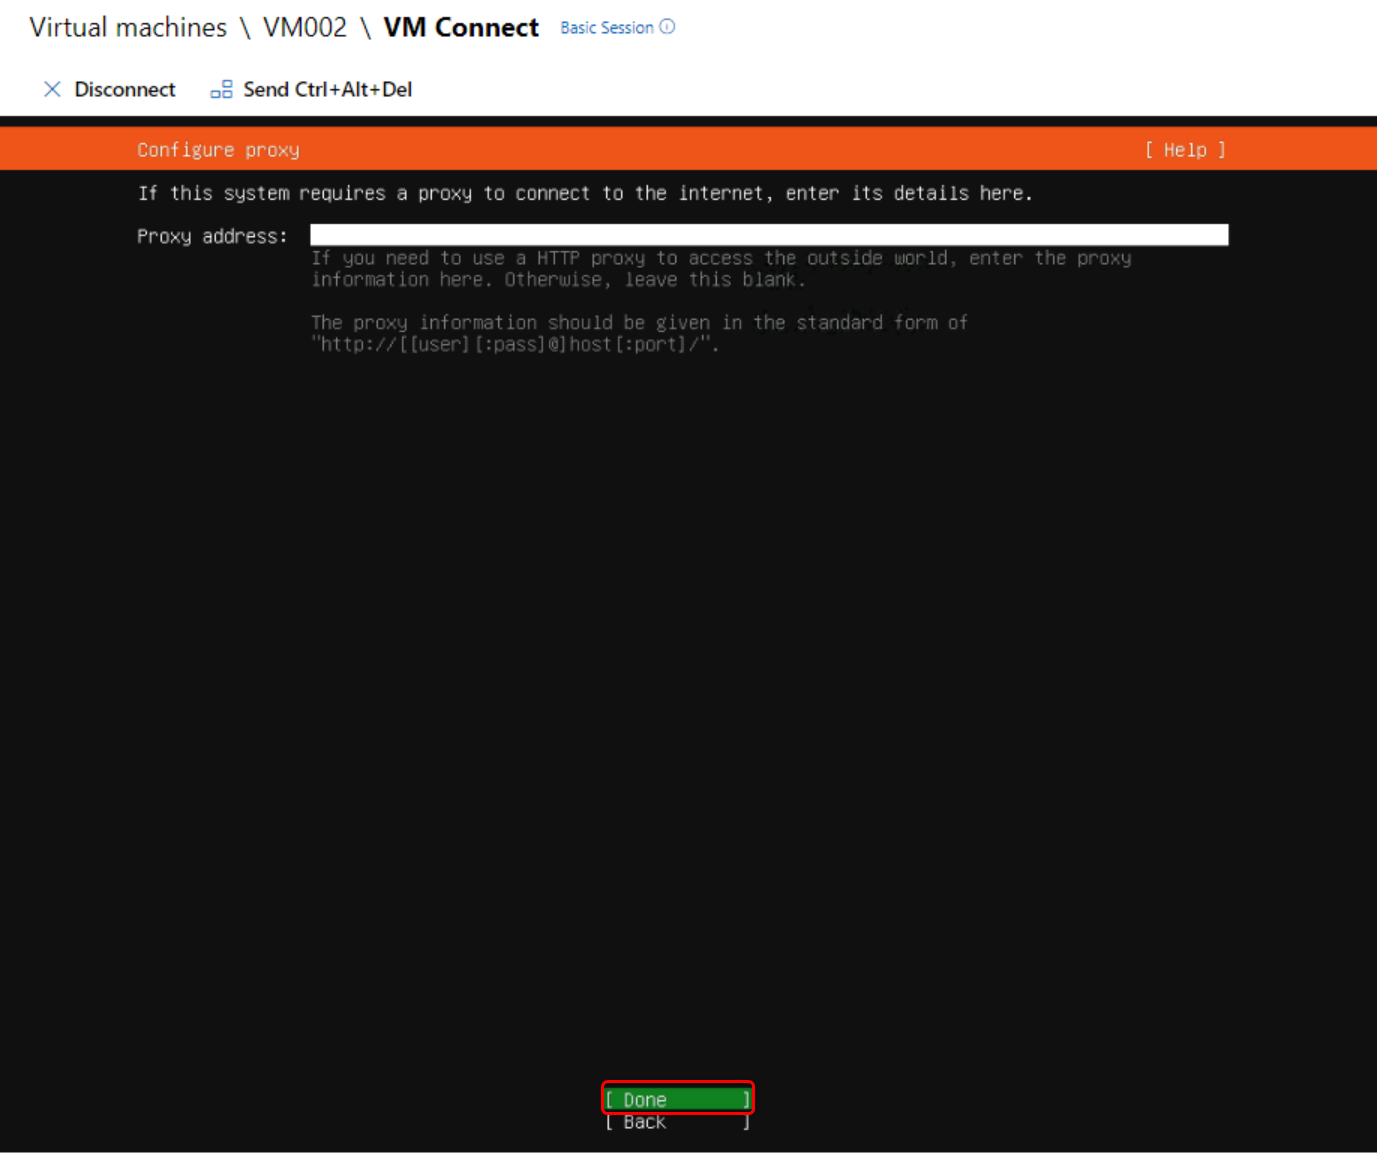 Virtual machines \ VM002 \ VM Connect Basic Session
Disconnect Send Ctrl+Alt+Del
Configure proxy [ Help ]
If this system requires a proxy to connect to the internet, enter its details here.
Proxy address:
If you need to use a HTTP proxy to access the outside world, enter the proxy
information here. Otherwise, leave this blank.
The proxy information should be given in the standard form of
"http://[[user][:pass]@]host[:port]/".
[ Done ]
[ Back ]